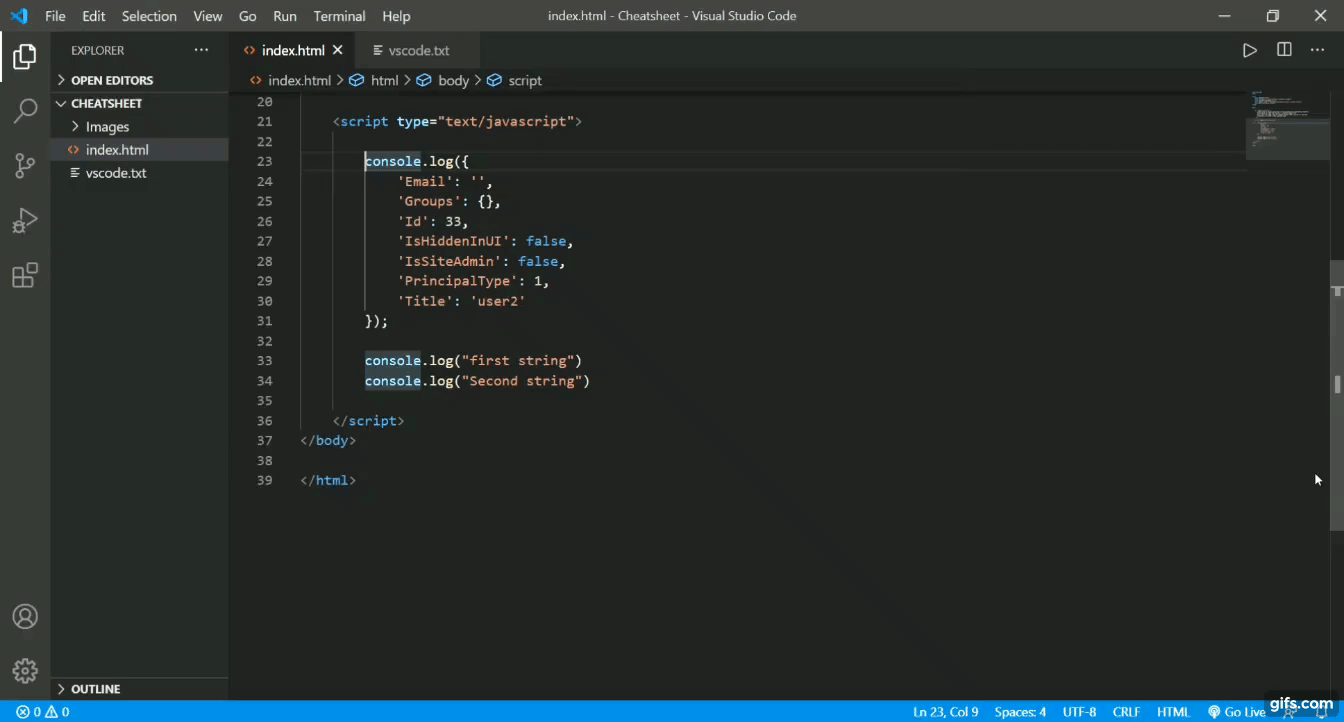 File Edit Selection View Go Run Terminal Help index.html - Cheatsheet - Visual Studio Code
EXPLORER ···
OPEN EDITORS
CHEATSHEET
Images
index.html
vscode.txt
OUTLINE
index.html vscode.txt
index.html > html > body > script
20
21 <script type="text/javascript">
22
23 console.log({
24 'Email': '',
25 'Groups': {},
26 'Id': 33,
27 'IsHiddenInUI': false,
28 'IsSiteAdmin': false,
29 'PrincipalType': 1,
30 'Title': 'user2'
31 });
32
33 console.log("first string")
34 console.log("Second string")
35
36 </script>
37 </body>
38
39 </html>
0 0 Ln 23, Col 9 Spaces: 4 UTF-8 CRLF HTML Go Live
gifs.com